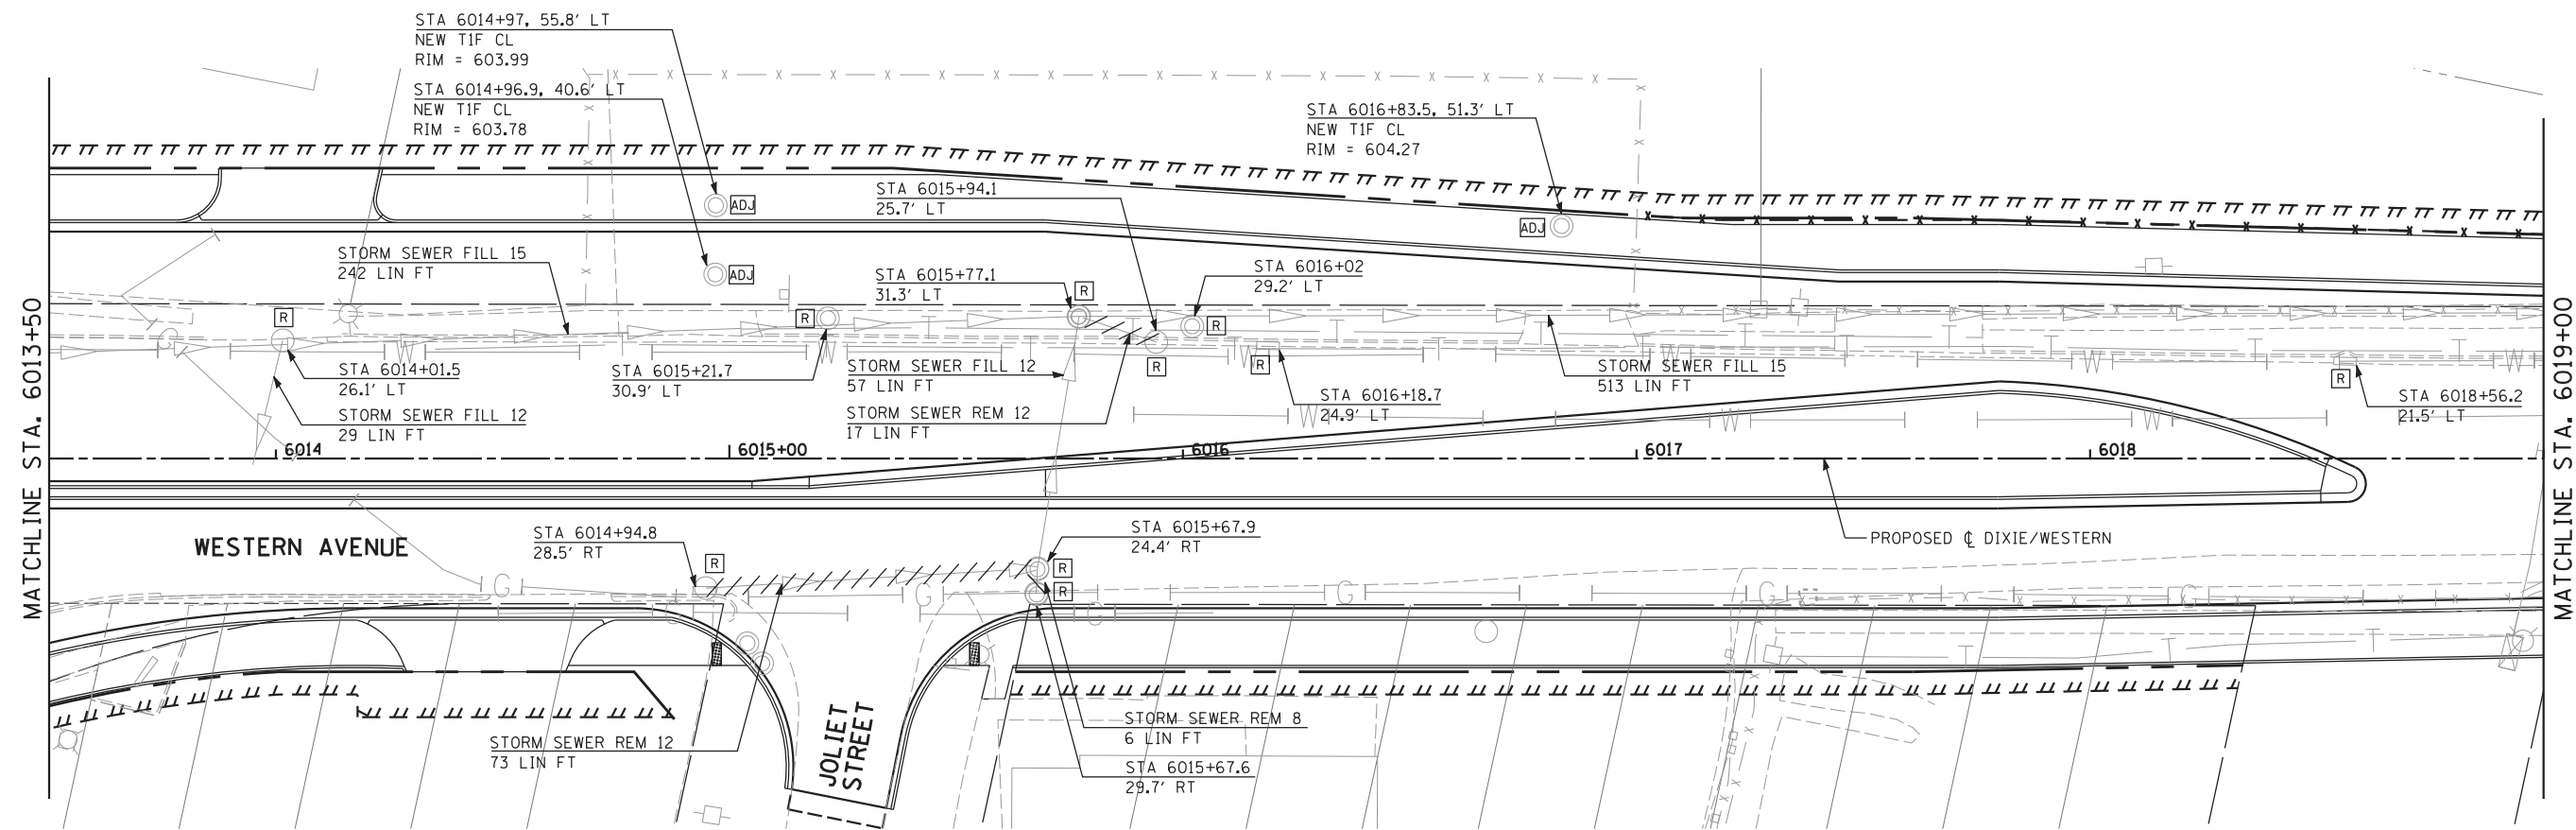 STA 6014+97, 55.8' LT
NEW T1F CL
RIM = 603.99
STA 6014+96.9, 40.6' LT
NEW T1F CL
RIM = 603.78
STA 6016+83.5, 51.3' LT
NEW T1F CL
RIM = 604.27
ADJ
ADJ
ADJ
STA 6015+94.1
25.7' LT
STORM SEWER FILL 15
242 LIN FT
STA 6015+77.1
31.3' LT
STA 6016+02
29.2' LT
R
R
R
R
R
R
R
STA 6014+01.5
26.1' LT
STORM SEWER FILL 12
29 LIN FT
STA 6015+21.7
30.9' LT
STORM SEWER FILL 12
57 LIN FT
STORM SEWER REM 12
17 LIN FT
STORM SEWER FILL 15
513 LIN FT
STA 6016+18.7
24.9' LT
STA 6018+56.2
21.5' LT
W
W
W
W
W
W
W
W
W
G
MATCHLINE STA. 6013+50
MATCHLINE STA. 6019+00
6014
6015+00
6016
6017
6018
PROPOSED ℄ DIXIE/WESTERN
WESTERN AVENUE
STA 6014+94.8
28.5' RT
STA 6015+67.9
24.4' RT
R
R
R
G
G
G
G
G
G
G
STORM SEWER REM 12
73 LIN FT
STORM SEWER REM 8
6 LIN FT
STA 6015+67.6
29.7' RT
JOLIET
STREET